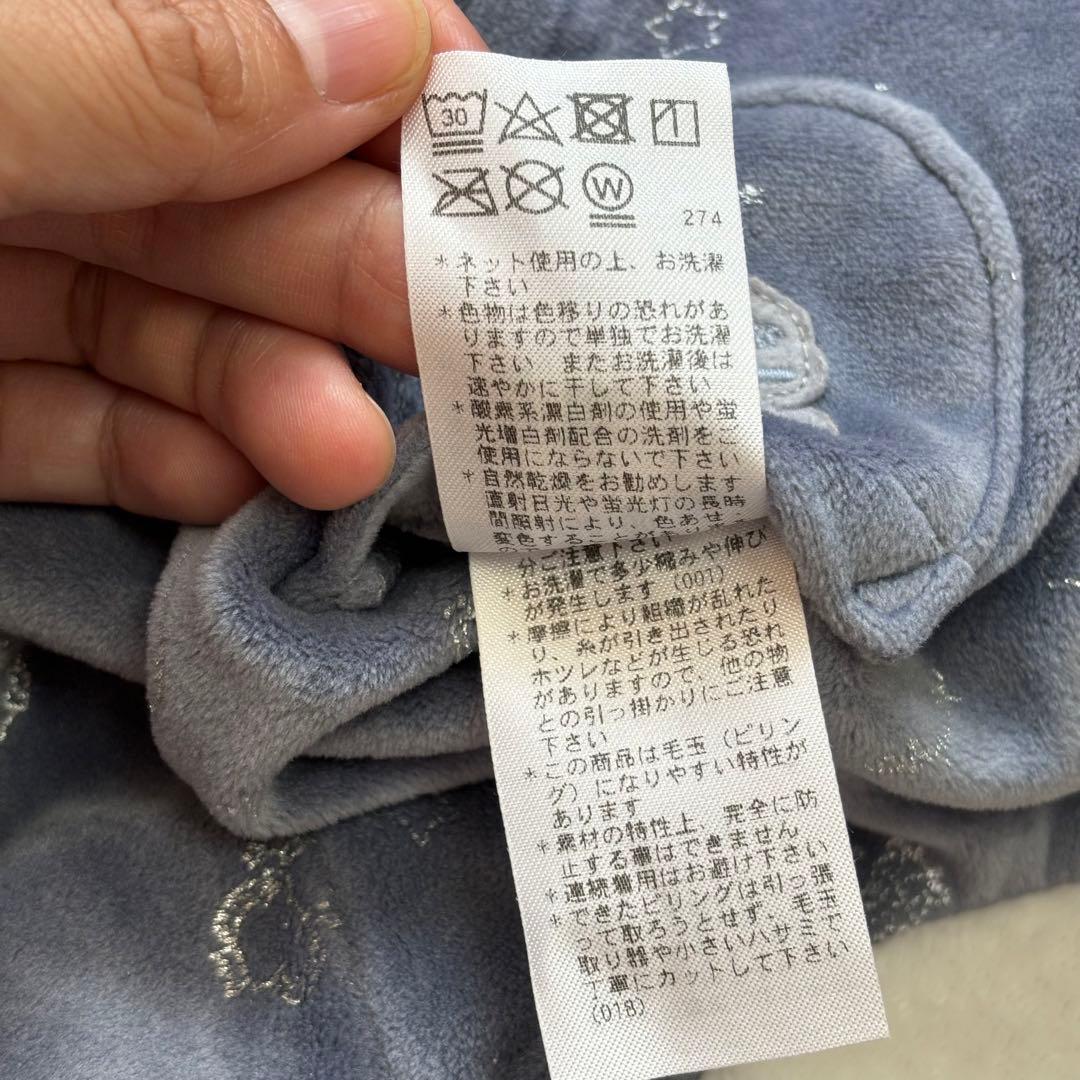 30
W
274
*ネット使用の上、お洗濯
下さい
*色物は色移りの恐れがあ
りますので単独でお洗濯
下さい またお洗濯後は
速やかに干して下さい
*酸素系漂白剤の使用や蛍
光増白剤配合の洗剤をご
使用にならないで下さい
*自然乾燥をお勧めします
直射日光や蛍光灯の長時
間照射により、色あせ
変色すること
分ご注意下さい
*お洗濯で多少縮みや伸び
が発生します (001)
*摩擦により組織が乱れた
り、糸が引き出されたり
ホツレなどが生じる恐れ
がありますので、他の物
との引っ掛かりにご注意
下さい
*この商品は毛玉(ピリン
グ)になりやすい特性が
あります
*素材の特性上、完全に防
止する事はできません
*連続着用はお避け下さい
*できたピリングは引っ張
って取ろうとせず、毛玉
取り器や小さいハサミで
丁寧にカットして下さい
(018)